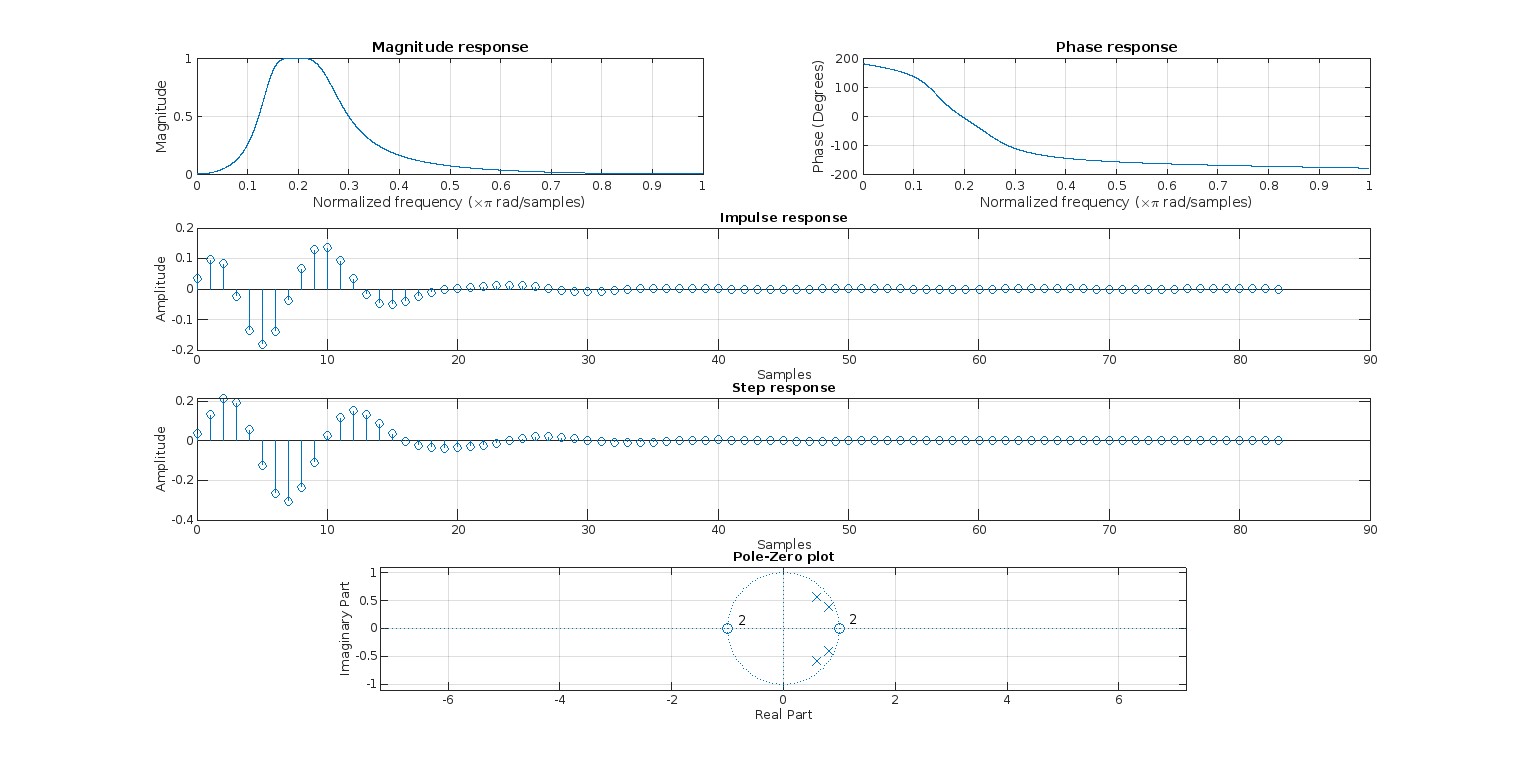 Magnitude response
Magnitude
1
0.5
0
0 0.1 0.2 0.3 0.4 0.5 0.6 0.7 0.8 0.9 1
Normalized frequency (×π rad/samples)
Phase response
Phase (Degrees)
200
100
0
-100
-200
0 0.1 0.2 0.3 0.4 0.5 0.6 0.7 0.8 0.9 1
Normalized frequency (×π rad/samples)
Impulse response
Amplitude
0.2
0.1
0
-0.1
-0.2
0 10 20 30 40 50 60 70 80 90
Samples
Step response
Amplitude
0.2
0
-0.2
-0.4
0 10 20 30 40 50 60 70 80 90
Samples
Pole-Zero plot
Imaginary Part
1
0.5
0
-0.5
-1
2
2
-6 -4 -2 0 2 4 6
Real Part